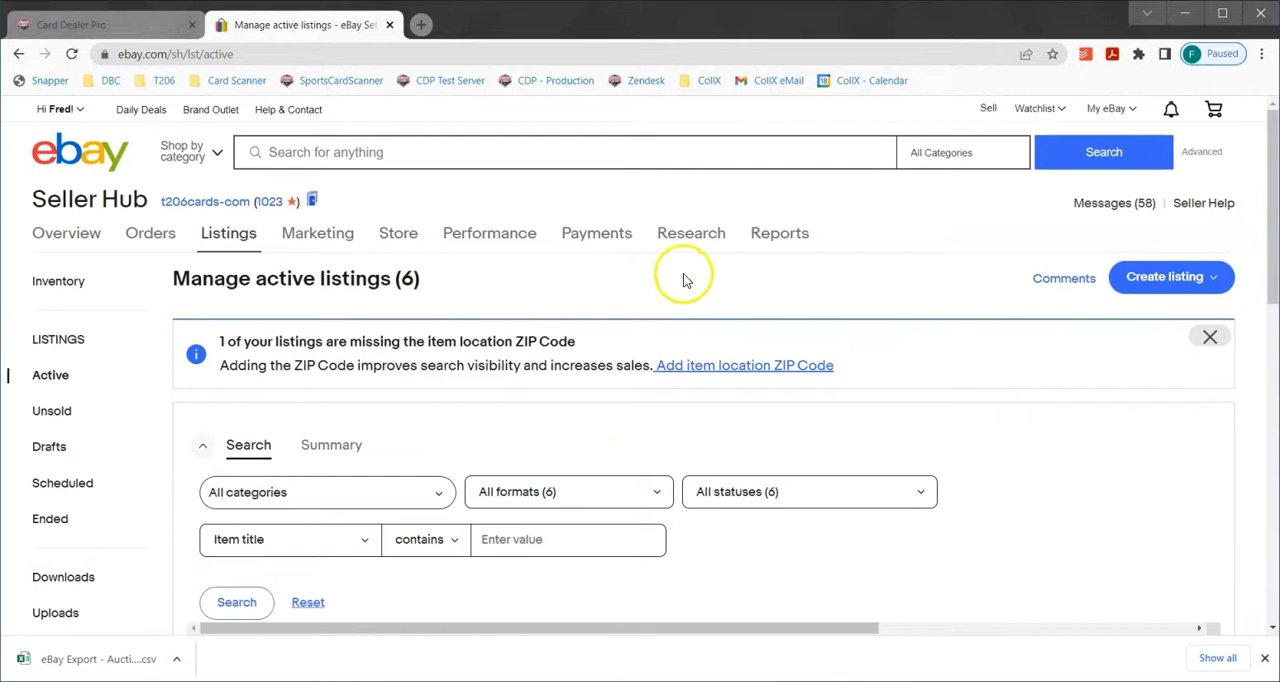 Card Dealer Pro
Manage active listings - eBay Sel
ebay.com/sh/lst/active
F Paused
Snapper DBC T206 Card Scanner SportsCardScanner CDP Test Server CDP - Production Zendesk CollX CollX eMail 18 CollX - Calendar
Hi Fred! Daily Deals Brand Outlet Help & Contact Sell Watchlist My eBay
ebay Shop by category Search for anything All Categories Search Advanced
Seller Hub t206cards-com (1023 ★) Messages (58) | Seller Help
Overview Orders Listings Marketing Store Performance Payments Research Reports
Inventory
LISTINGS
Active
Unsold
Drafts
Scheduled
Ended
Downloads
Uploads
Manage active listings (6) Comments Create listing
1 of your listings are missing the item location ZIP Code
Adding the ZIP Code improves search visibility and increases sales. Add item location ZIP Code
Search Summary
All categories All formats (6) All statuses (6)
Item title contains Enter value
Search Reset
eBay Export - Aucti....csv Show all